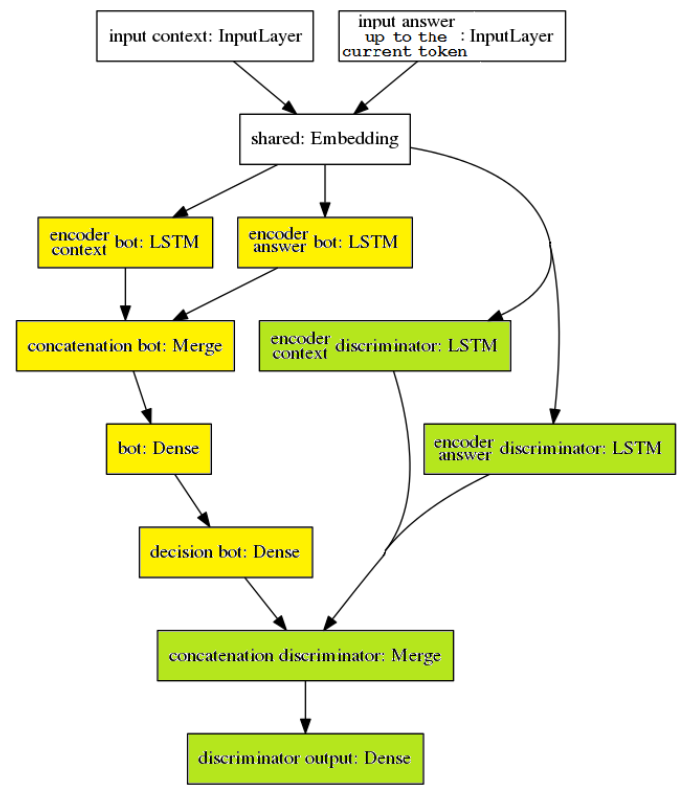 input context: InputLayer
input answer
up to the : InputLayer
current token
shared: Embedding
encoder
context bot: LSTM
encoder
answer bot: LSTM
concatenation bot: Merge
encoder
context discriminator: LSTM
bot: Dense
encoder
answer discriminator: LSTM
decision bot: Dense
concatenation discriminator: Merge
discriminator output: Dense